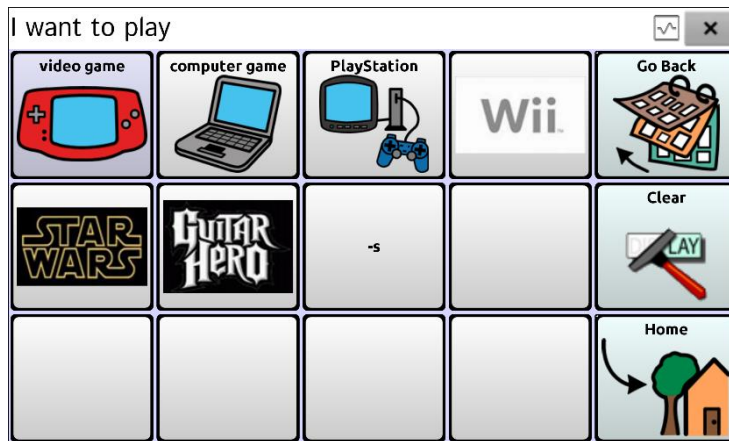 I want to play
video game
computer game
PlayStation
Wii
Go Back
STAR
WARS
GUITAR
HERO
-s
Clear
DISPLAY
Home